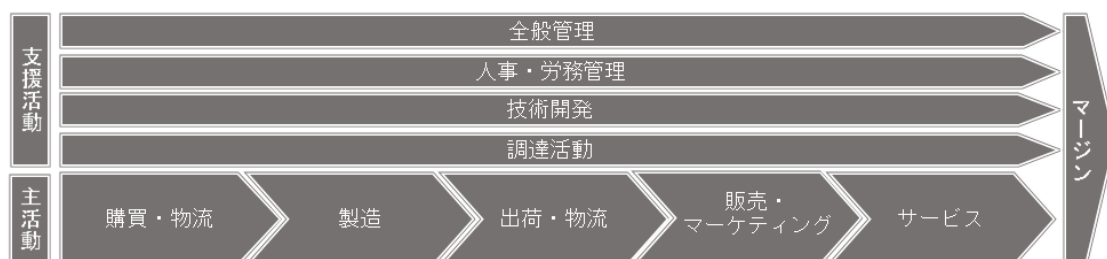 支援活動
全般管理
人事・労務管理
技術開発
調達活動
主活動
購買・物流
製造
出荷・物流
販売・
マーケティング
サービス
マージン